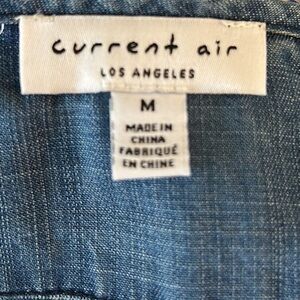 current air
LOS ANGELES
M
MADE IN
CHINA
FABRIQUÉ
EN CHINE